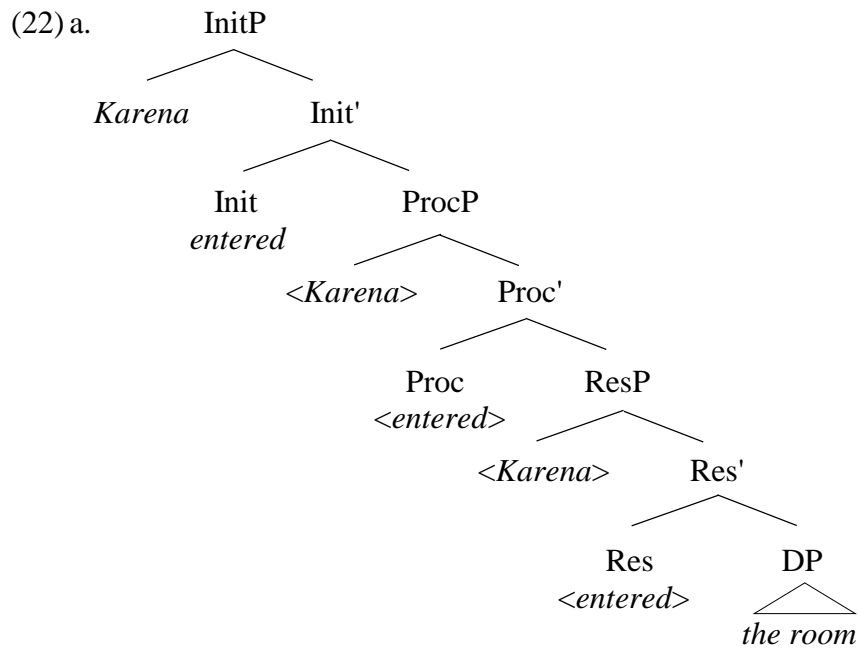 (22) a. InitP
Karena Init'
Init ProcP
entered
<Karena> Proc'
Proc ResP
<entered>
<Karena> Res'
Res DP
<entered>
the room